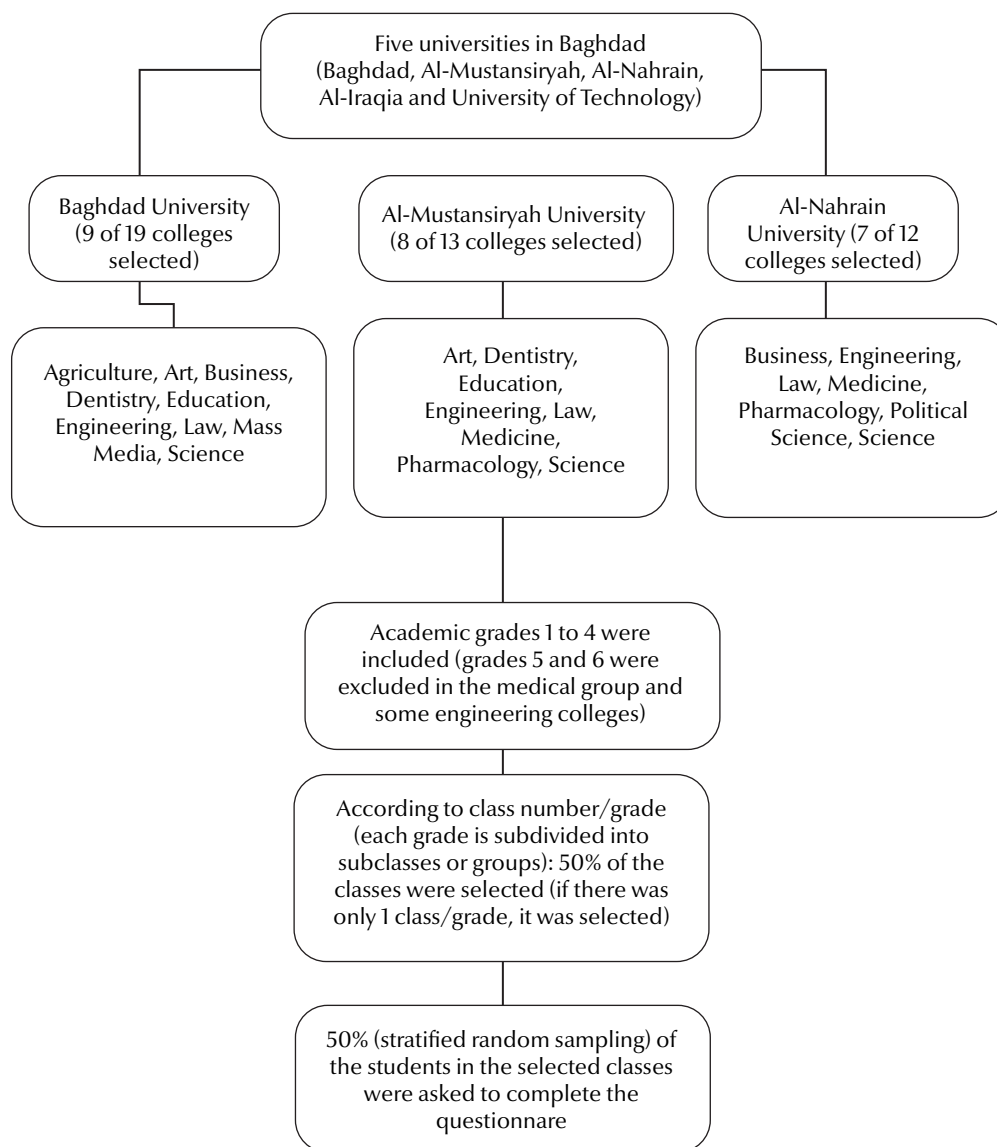 Five universities in Baghdad
(Baghdad, Al-Mustansiryah, Al-Nahrain,
Al-Iraqia and University of Technology)
Baghdad University
(9 of 19 colleges
selected)
Al-Mustansiryah University
(8 of 13 colleges selected)
Al-Nahrain
University (7 of 12
colleges selected)
Agriculture, Art, Business,
Dentistry, Education,
Engineering, Law, Mass
Media, Science
Art, Dentistry,
Education,
Engineering, Law,
Medicine,
Pharmacology, Science
Business, Engineering,
Law, Medicine,
Pharmacology, Political
Science, Science
Academic grades 1 to 4 were
included (grades 5 and 6 were
excluded in the medical group and
some engineering colleges)
According to class number/grade
(each grade is subdivided into
subclasses or groups): 50% of the
classes were selected (if there was
only 1 class/grade, it was selected)
50% (stratified random sampling) of
the students in the selected classes
were asked to complete the
questionnare